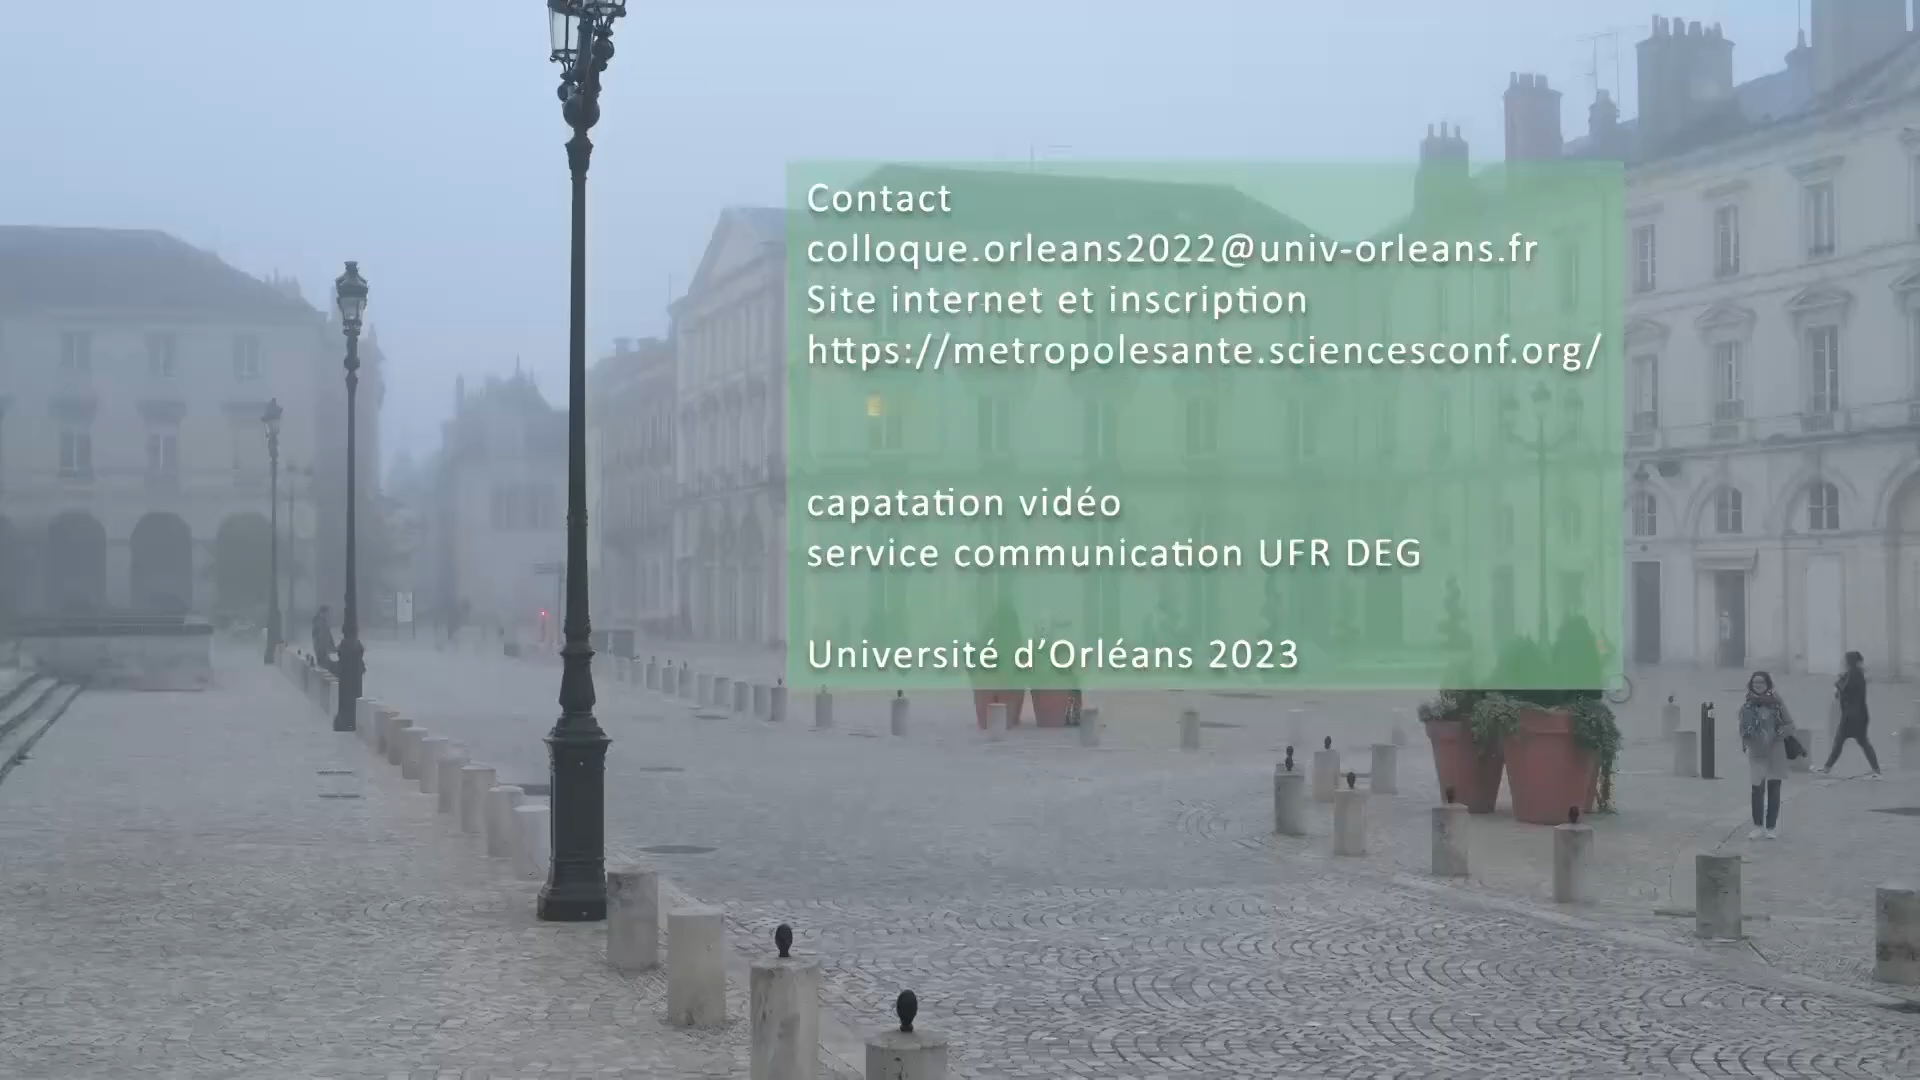 Contact
colloque.orleans2022@univ-orleans.fr
Site internet et inscription
https://metropolesante.sciencesconf.org/
capatation vidéo
service communication UFR DEG
Université d’Orléans 2023